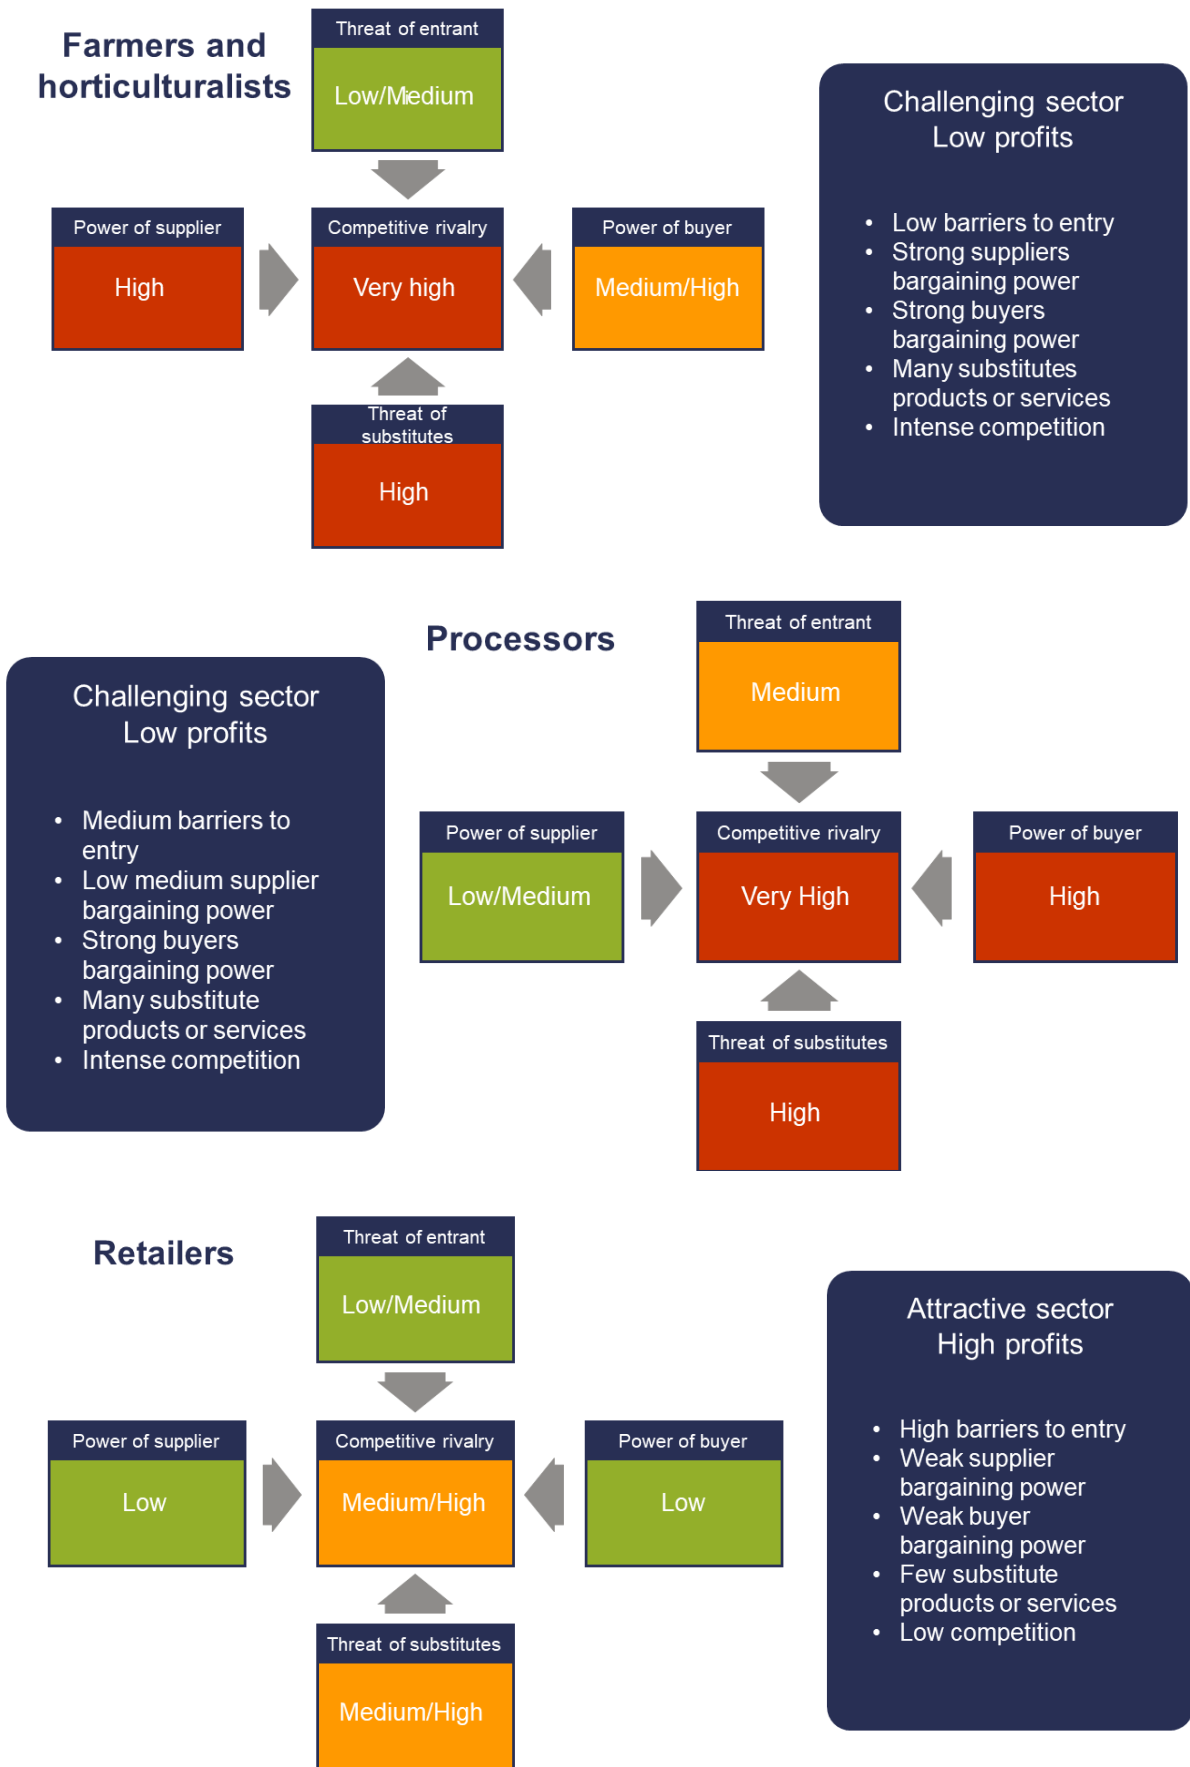 Farmers and
horticulturalists
Threat of entrant
Low/Medium
Power of supplier
High
Competitive rivalry
Very high
Power of buyer
Medium/High
Threat of
substitutes
High
Challenging sector
Low profits
• Low barriers to entry
• Strong suppliers
bargaining power
• Strong buyers
bargaining power
• Many substitutes
products or services
• Intense competition
Processors
Challenging sector
Low profits
• Medium barriers to
entry
• Low medium supplier
bargaining power
• Strong buyers
bargaining power
• Many substitute
products or services
• Intense competition
Threat of entrant
Medium
Power of supplier
Low/Medium
Competitive rivalry
Very High
Power of buyer
High
Threat of substitutes
High
Retailers
Threat of entrant
Low/Medium
Power of supplier
Low
Competitive rivalry
Medium/High
Power of buyer
Low
Threat of substitutes
Medium/High
Attractive sector
High profits
• High barriers to entry
• Weak supplier
bargaining power
• Weak buyer
bargaining power
• Few substitute
products or services
• Low competition